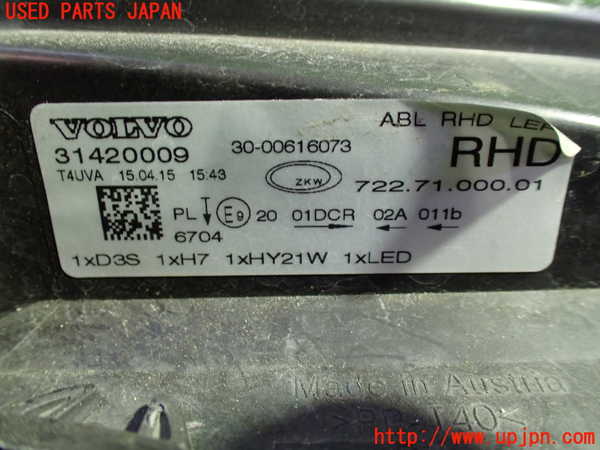 USED PARTS JAPAN
VOLVO
ABL RHD LEF
31420009
30-00616073
RHD
T4UVA 15.04.15 15:43
ZKW
722.71.000.01
PL E9 20 01DCR 02A 011b
6704
1xD3S 1xH7 1xHY21W 1xLED
Made in Austria
>PP-T40<
http://www.upjpn.com/